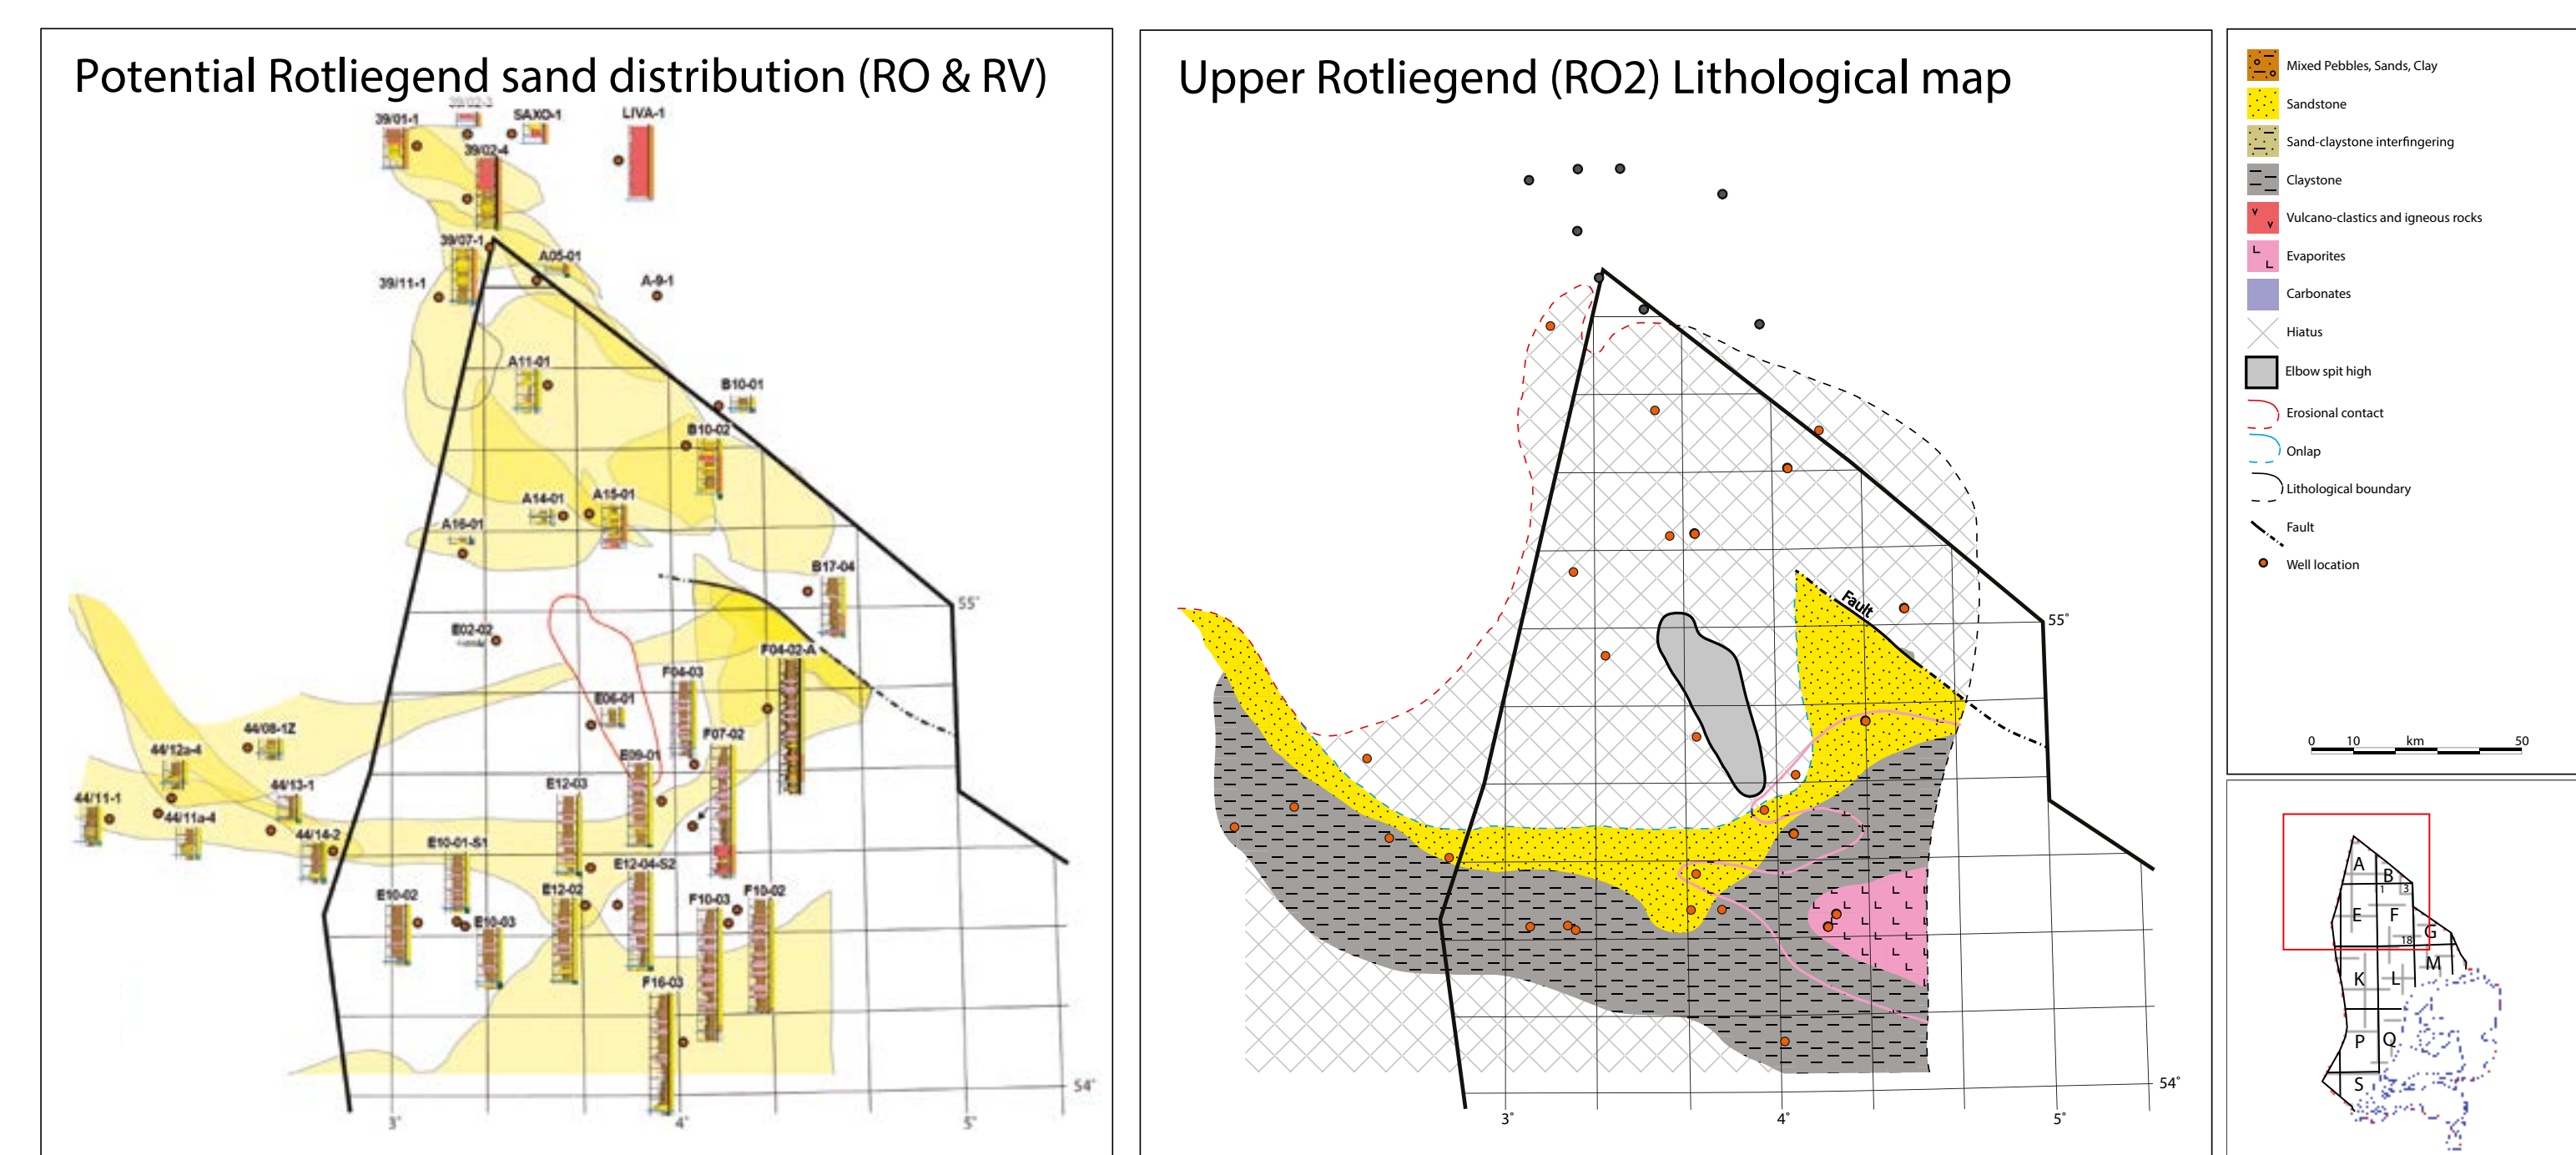 Potential Rotliegend sand distribution (RO & RV)
39/02-3
39/01-1
SAXO-1
LIVA-1
39/02-4
39/07-1
A05-01
39/11-1
A-9-1
A11-01
B10-01
B10-02
A14-01
A15-01
A16-01
B17-04
55°
E02-02
F04-02-A
F04-03
E06-01
44/08-1Z
F07-02
44/12a-4
E09-01
44/13-1
E12-03
44/11-1
44/11a-4
44/14-2
E10-01-S1
E12-04-S2
E10-02
E12-02
F10-03
F10-02
E10-03
F16-03
54°
3°
4°
5°
Upper Rotliegend (RO2) Lithological map
Fault
55°
54°
3°
4°
5°
Mixed Pebbles, Sands, Clay
Sandstone
Sand-claystone interfingering
Claystone
Vulcano-clastics and igneous rocks
Evaporites
Carbonates
Hiatus
Elbow spit high
Erosional contact
Onlap
Lithological boundary
Fault
Well location
0 10 km 50
A
B
1 3
E F
G
18
M
K L
P Q
S